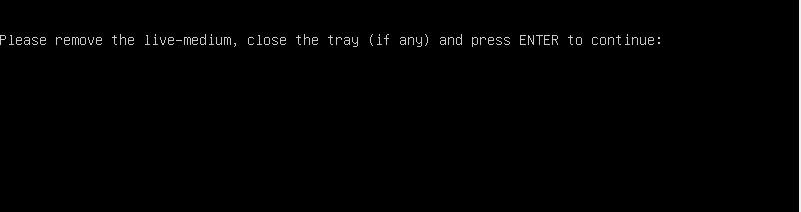 Please remove the live-medium, close the tray (if any) and press ENTER to continue: